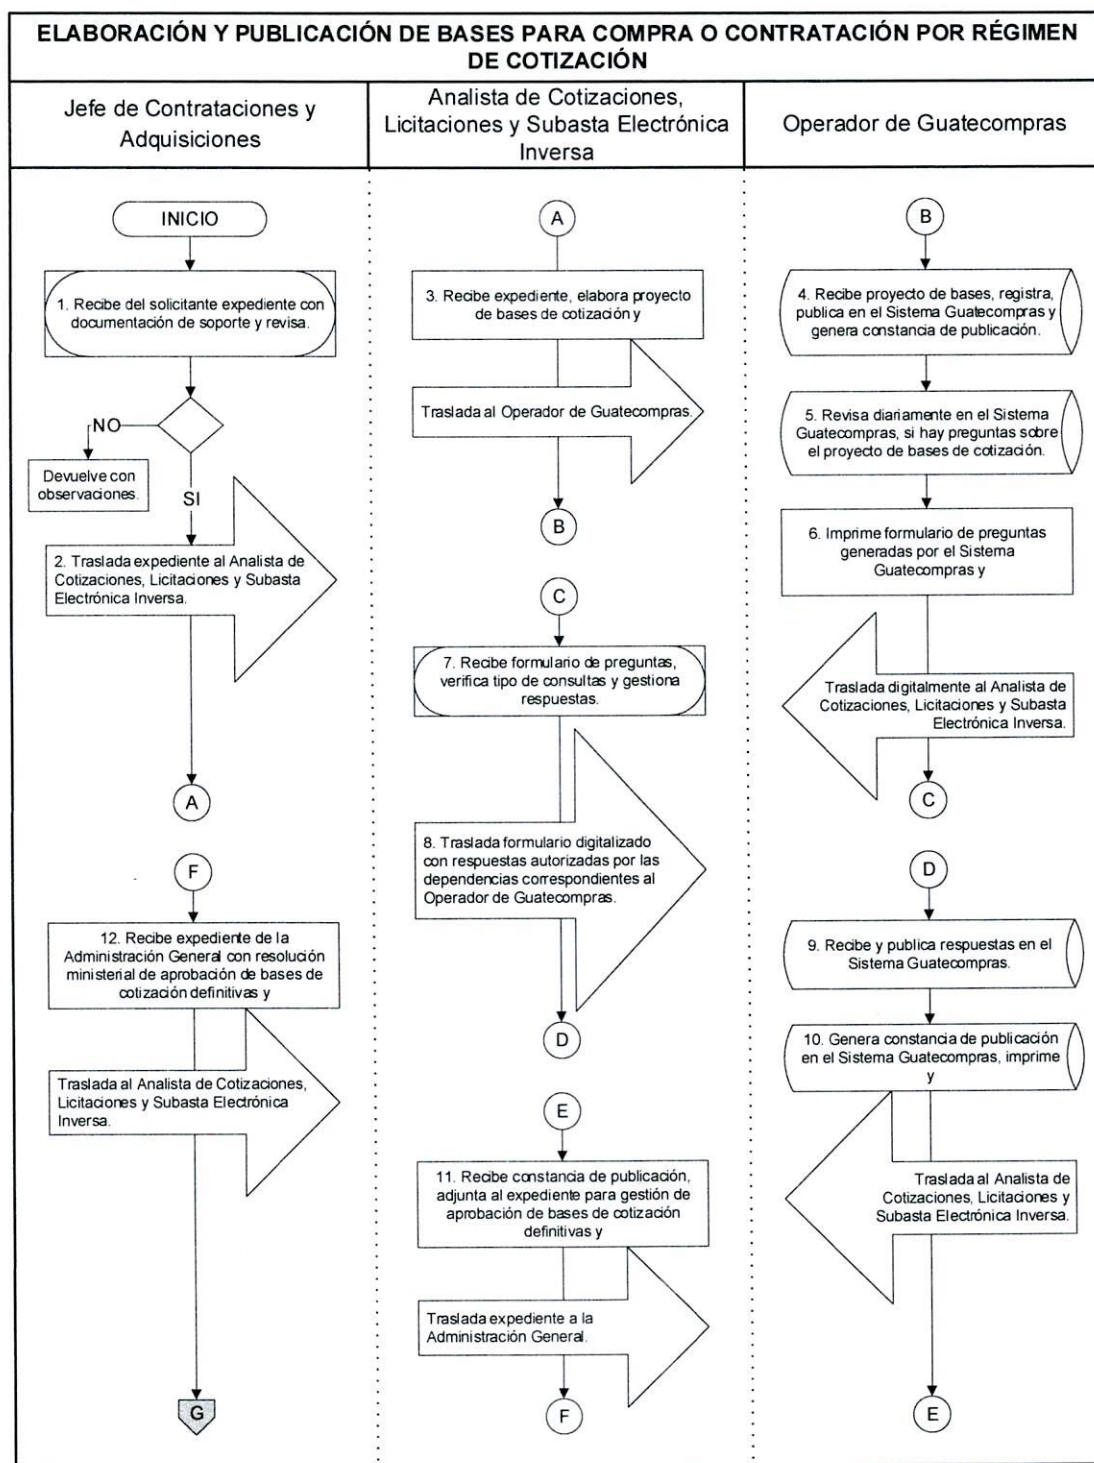 ELABORACIÓN Y PUBLICACIÓN DE BASES PARA COMPRA O CONTRATACIÓN POR RÉGIMEN
DE COTIZACIÓN
Jefe de Contrataciones y
Adquisiciones
Analista de Cotizaciones,
Licitaciones y Subasta Electrónica
Inversa
Operador de Guatecompras
INICIO
1. Recibe del solicitante expediente con
documentación de soporte y revisa.
NO
Devuelve con
observaciones.
SI
2. Traslada expediente al Analista de
Cotizaciones, Licitaciones y Subasta
Electrónica Inversa.
A
F
12. Recibe expediente de la
Administración General con resolución
ministerial de aprobación de bases de
cotización definitivas y
Traslada al Analista de Cotizaciones,
Licitaciones y Subasta Electrónica
Inversa.
G
A
3. Recibe expediente, elabora proyecto
de bases de cotización y
Traslada al Operador de Guatecompras.
B
C
7. Recibe formulario de preguntas,
verifica tipo de consultas y gestiona
respuestas.
8. Traslada formulario digitalizado
con respuestas autorizadas por las
dependencias correspondientes al
Operador de Guatecompras.
D
E
11. Recibe constancia de publicación,
adjunta al expediente para gestión de
aprobación de bases de cotización
definitivas y
Traslada expediente a la
Administración General.
F
B
4. Recibe proyecto de bases, registra,
publica en el Sistema Guatecompras y
genera constancia de publicación.
5. Revisa diariamente en el Sistema
Guatecompras, si hay preguntas sobre
el proyecto de bases de cotización.
6. Imprime formulario de preguntas
generadas por el Sistema
Guatecompras y
Traslada digitalmente al Analista de
Cotizaciones, Licitaciones y Subasta
Electrónica Inversa.
C
D
9. Recibe y publica respuestas en el
Sistema Guatecompras.
10. Genera constancia de publicación
en el Sistema Guatecompras, imprime
y
Traslada al Analista de
Cotizaciones, Licitaciones y
Subasta Electrónica Inversa.
E